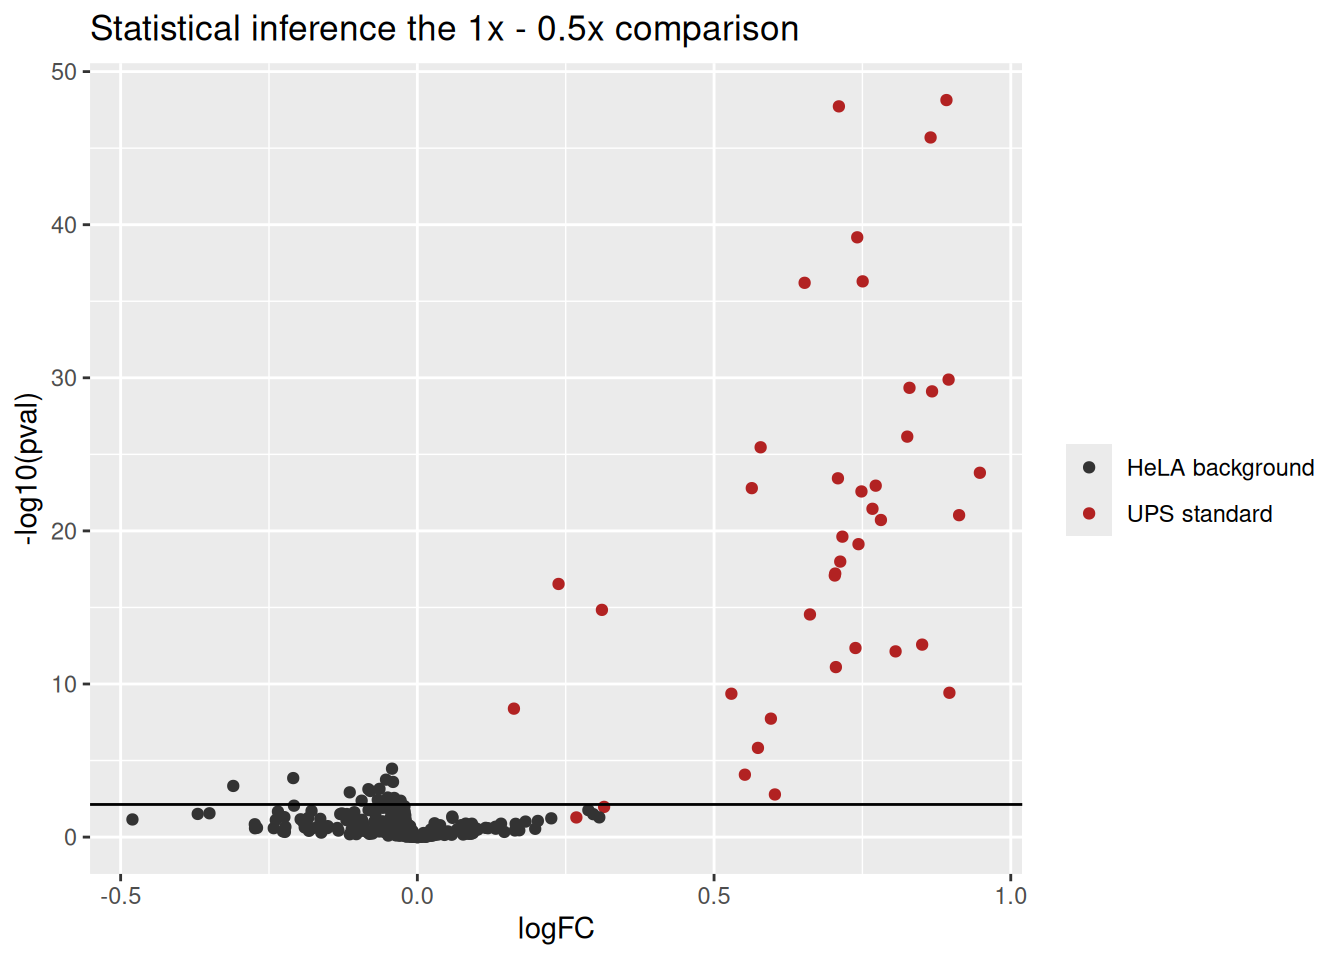 Statistical inference the 1x - 0.5x comparison
50
40
30
20
10
0
-log10(pval)
-0.5
0.0
0.5
1.0
logFC
HeLA background
UPS standard